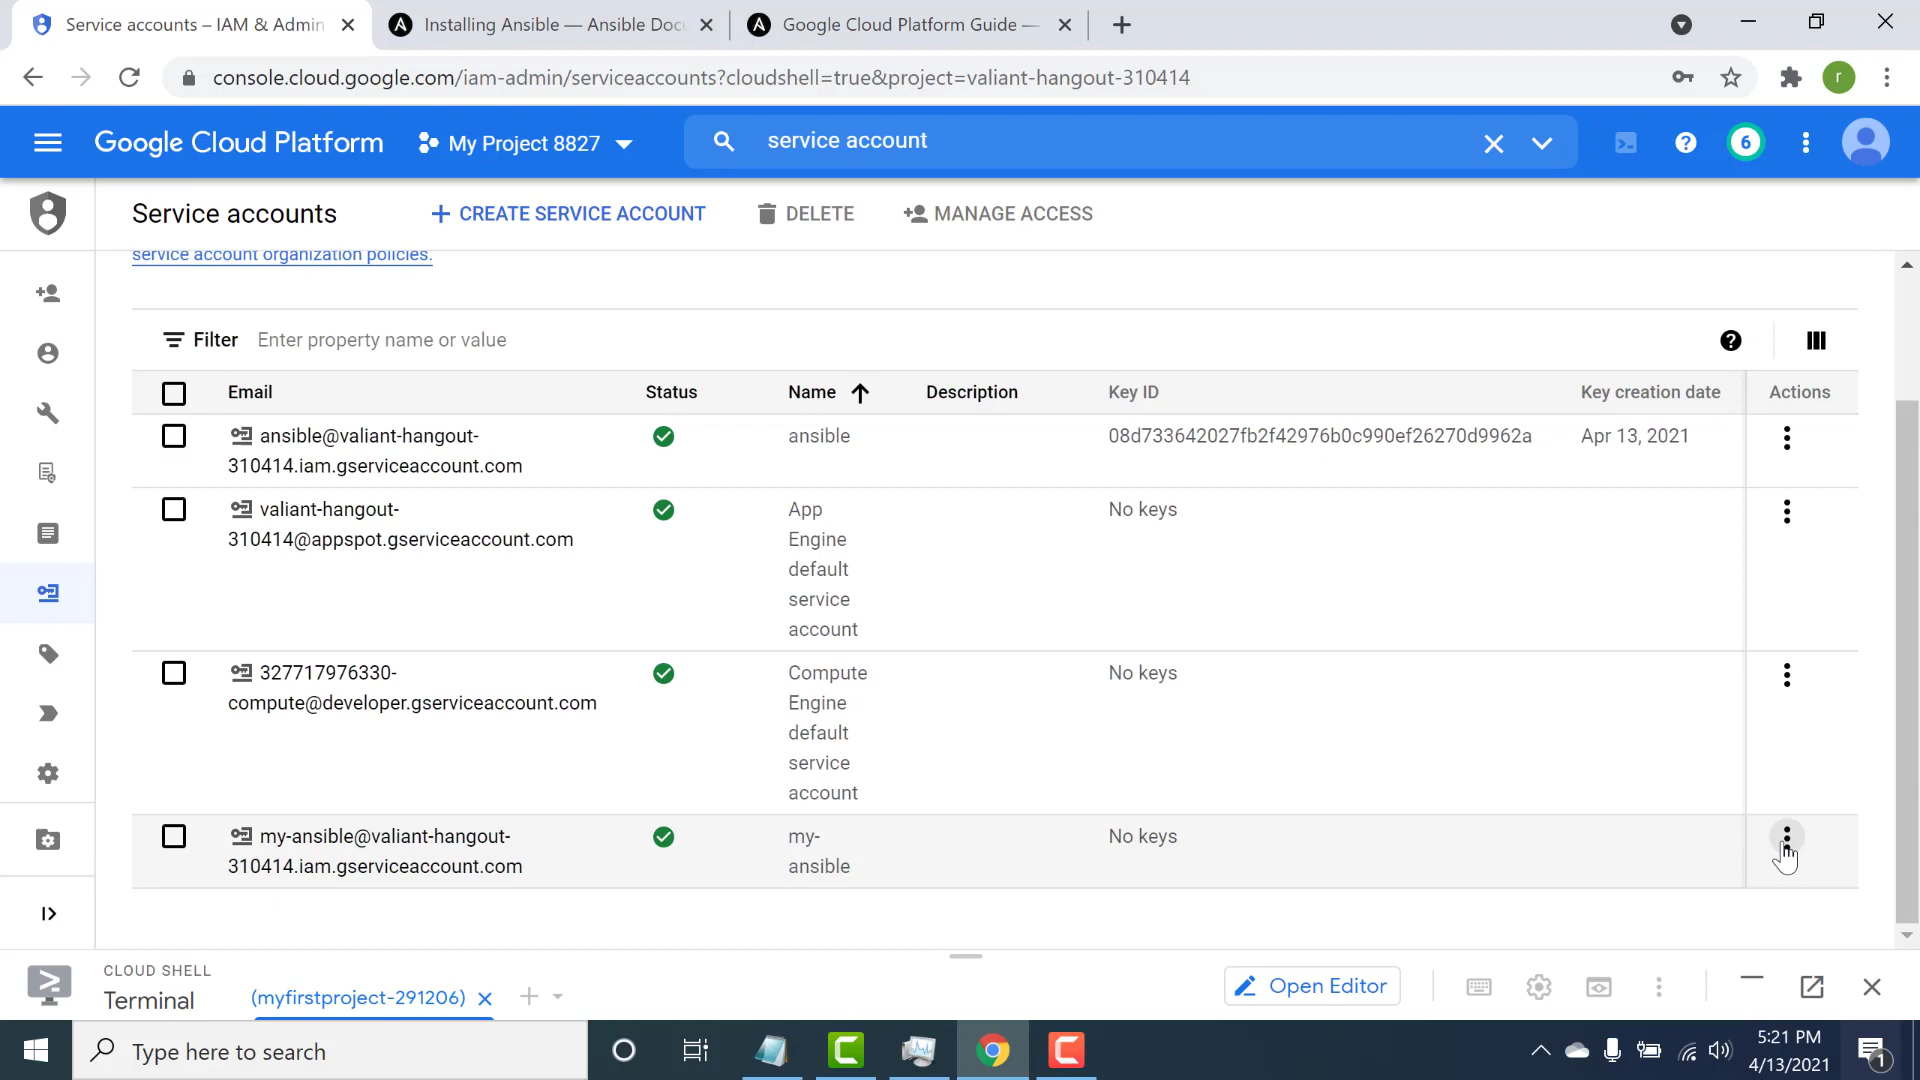 Service accounts – IAM & Admin
Installing Ansible — Ansible Doc
Google Cloud Platform Guide —
console.cloud.google.com/iam-admin/serviceaccounts?cloudshell=true&project=valiant-hangout-310414
r
Google Cloud Platform
My Project 8827
service account
6
Service accounts
CREATE SERVICE ACCOUNT
DELETE
MANAGE ACCESS
service account organization policies.
Filter
Enter property name or value
Email
Status
Name
Description
Key ID
Key creation date
Actions
ansible@valiant-hangout-
310414.iam.gserviceaccount.com
ansible
08d733642027fb2f42976b0c990ef26270d9962a
Apr 13, 2021
valiant-hangout-
310414@appspot.gserviceaccount.com
App
Engine
default
service
account
No keys
327717976330-
compute@developer.gserviceaccount.com
Compute
Engine
default
service
account
No keys
my-ansible@valiant-hangout-
310414.iam.gserviceaccount.com
my-
ansible
No keys
CLOUD SHELL
Terminal
(myfirstproject-291206)
Open Editor
Type here to search
5:21 PM
4/13/2021
1